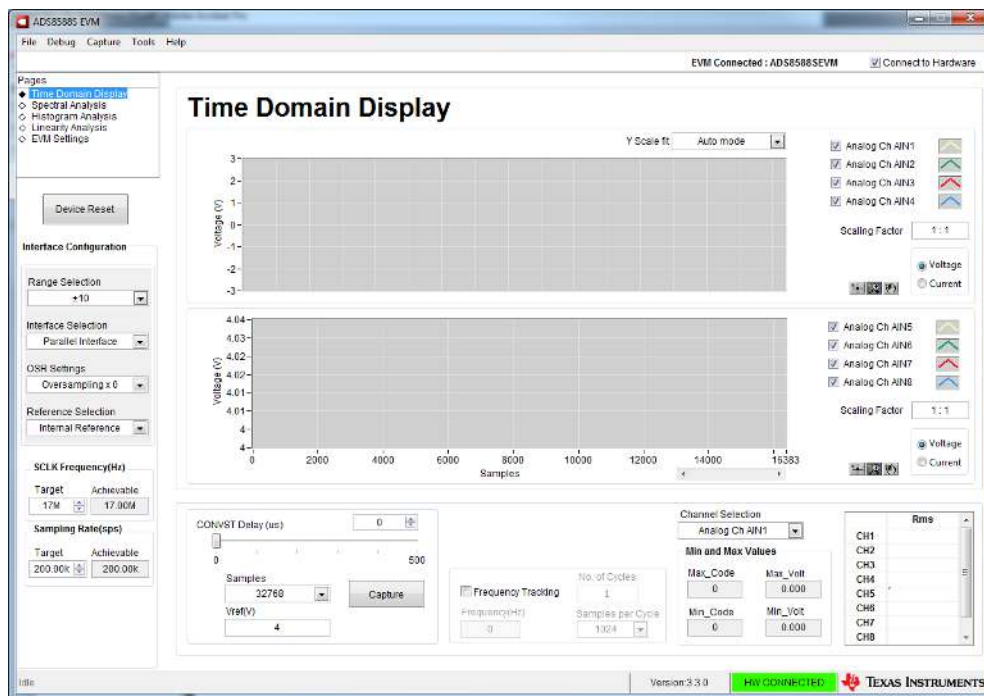 ADS8588S EVM
File Debug Capture Tools Help
EVM Connected : ADS8588SEVM
Connect to Hardware
Pages
Time Domain Display
Spectral Analysis
Histogram Analysis
Linearity Analysis
EVM Settings
Device Reset
Interface Configuration
Range Selection
±10
Interface Selection
Parallel Interface
OSR Settings
Oversampling x 0
Reference Selection
Internal Reference
SCLK Frequency(Hz)
Target Achievable
17M 17.00M
Sampling Rate(sps)
Target Achievable
200.00k 200.00k
Time Domain Display
Y Scale fit Auto mode
Voltage (V)
3
2
1
0
-1
-2
-3
Analog Ch AIN1
Analog Ch AIN2
Analog Ch AIN3
Analog Ch AIN4
Scaling Factor 1 : 1
Voltage
Current
Voltage (V)
4.04
4.03
4.02
4.02
4.01
4.01
4
4
0 2000 4000 6000 8000 10000 12000 14000 16383
Samples
Analog Ch AIN5
Analog Ch AIN6
Analog Ch AIN7
Analog Ch AIN8
Scaling Factor 1 : 1
Voltage
Current
CONVST Delay (us) 0
0 500
Samples
32768
Capture
Vref(V)
4
Frequency Tracking
No. of Cycles
1
Frequency(Hz)
0
Samples per Cycle
1024
Channel Selection
Analog Ch AIN1
Min and Max Values
Max_Code Max_Volt
0 0.000
Min_Code Min_Volt
0 0.000
Rms
CH1
CH2
CH3
CH4
CH5
CH6
CH7
CH8
Idle
Version:3.3.0
HW CONNECTED
TEXAS INSTRUMENTS